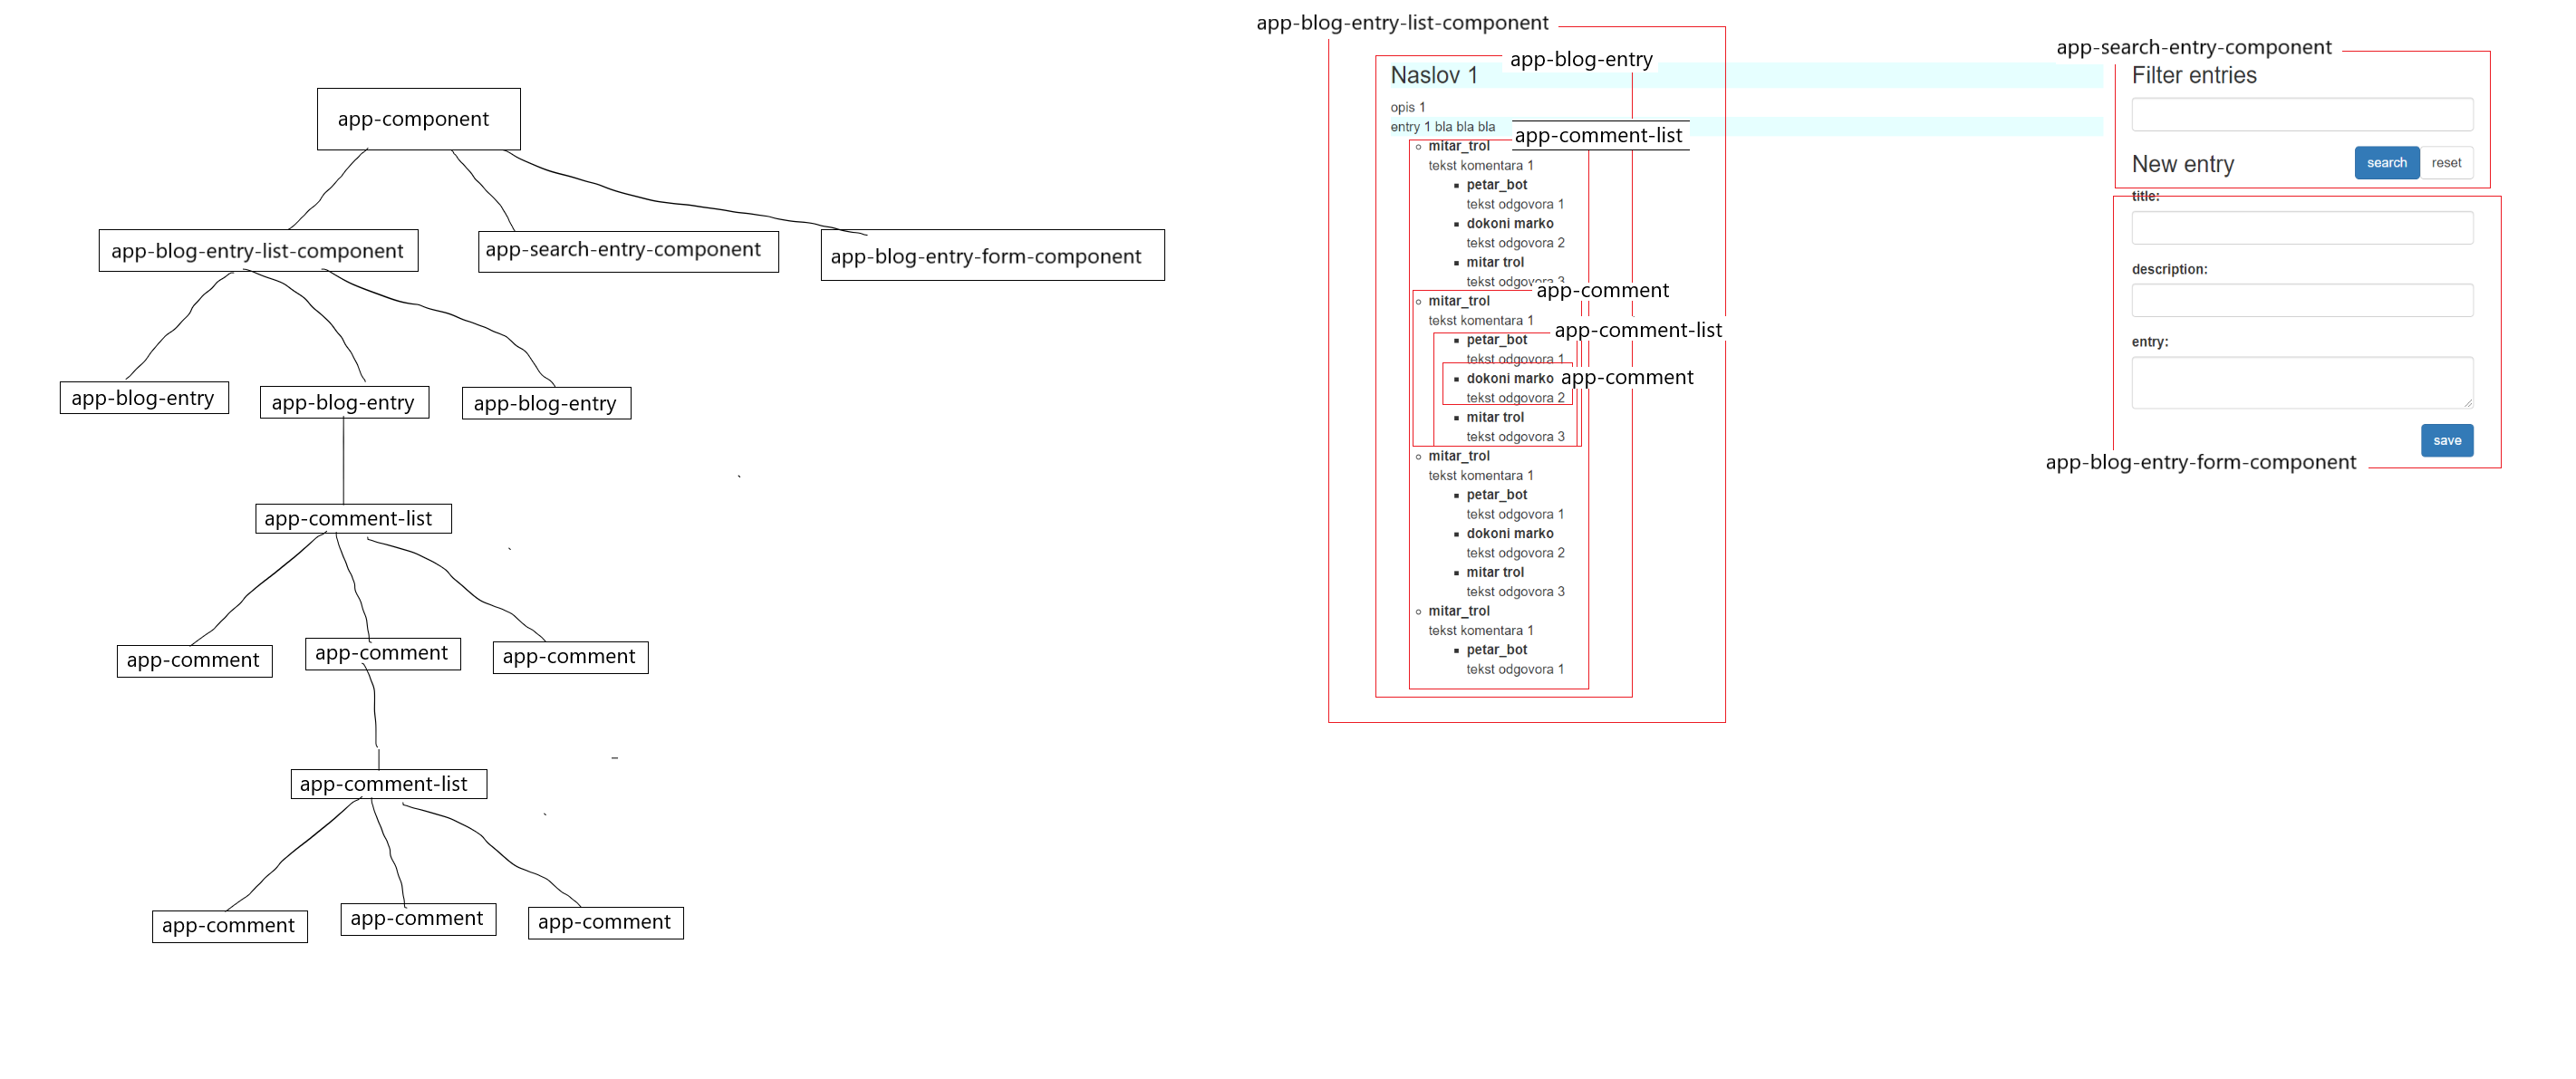 app-component
app-blog-entry-list-component
app-search-entry-component
app-blog-entry-form-component
app-blog-entry
app-blog-entry
app-blog-entry
app-comment-list
app-comment
app-comment
app-comment
app-comment-list
app-comment
app-comment
app-comment
app-blog-entry-list-component
app-blog-entry
Naslov 1
opis 1
entry 1 bla bla bla
app-comment-list
mitar_trol
tekst komentara 1
petar_bot
tekst odgovora 1
dokoni marko
tekst odgovora 2
mitar trol
tekst odgovora 3
app-comment
mitar_trol
tekst komentara 1
app-comment-list
petar_bot
tekst odgovora 1
dokoni marko
app-comment
tekst odgovora 2
mitar trol
tekst odgovora 3
mitar_trol
tekst komentara 1
petar_bot
tekst odgovora 1
dokoni marko
tekst odgovora 2
mitar trol
tekst odgovora 3
mitar_trol
tekst komentara 1
petar_bot
tekst odgovora 1
app-search-entry-component
Filter entries
New entry
search
reset
title:
description:
entry:
save
app-blog-entry-form-component